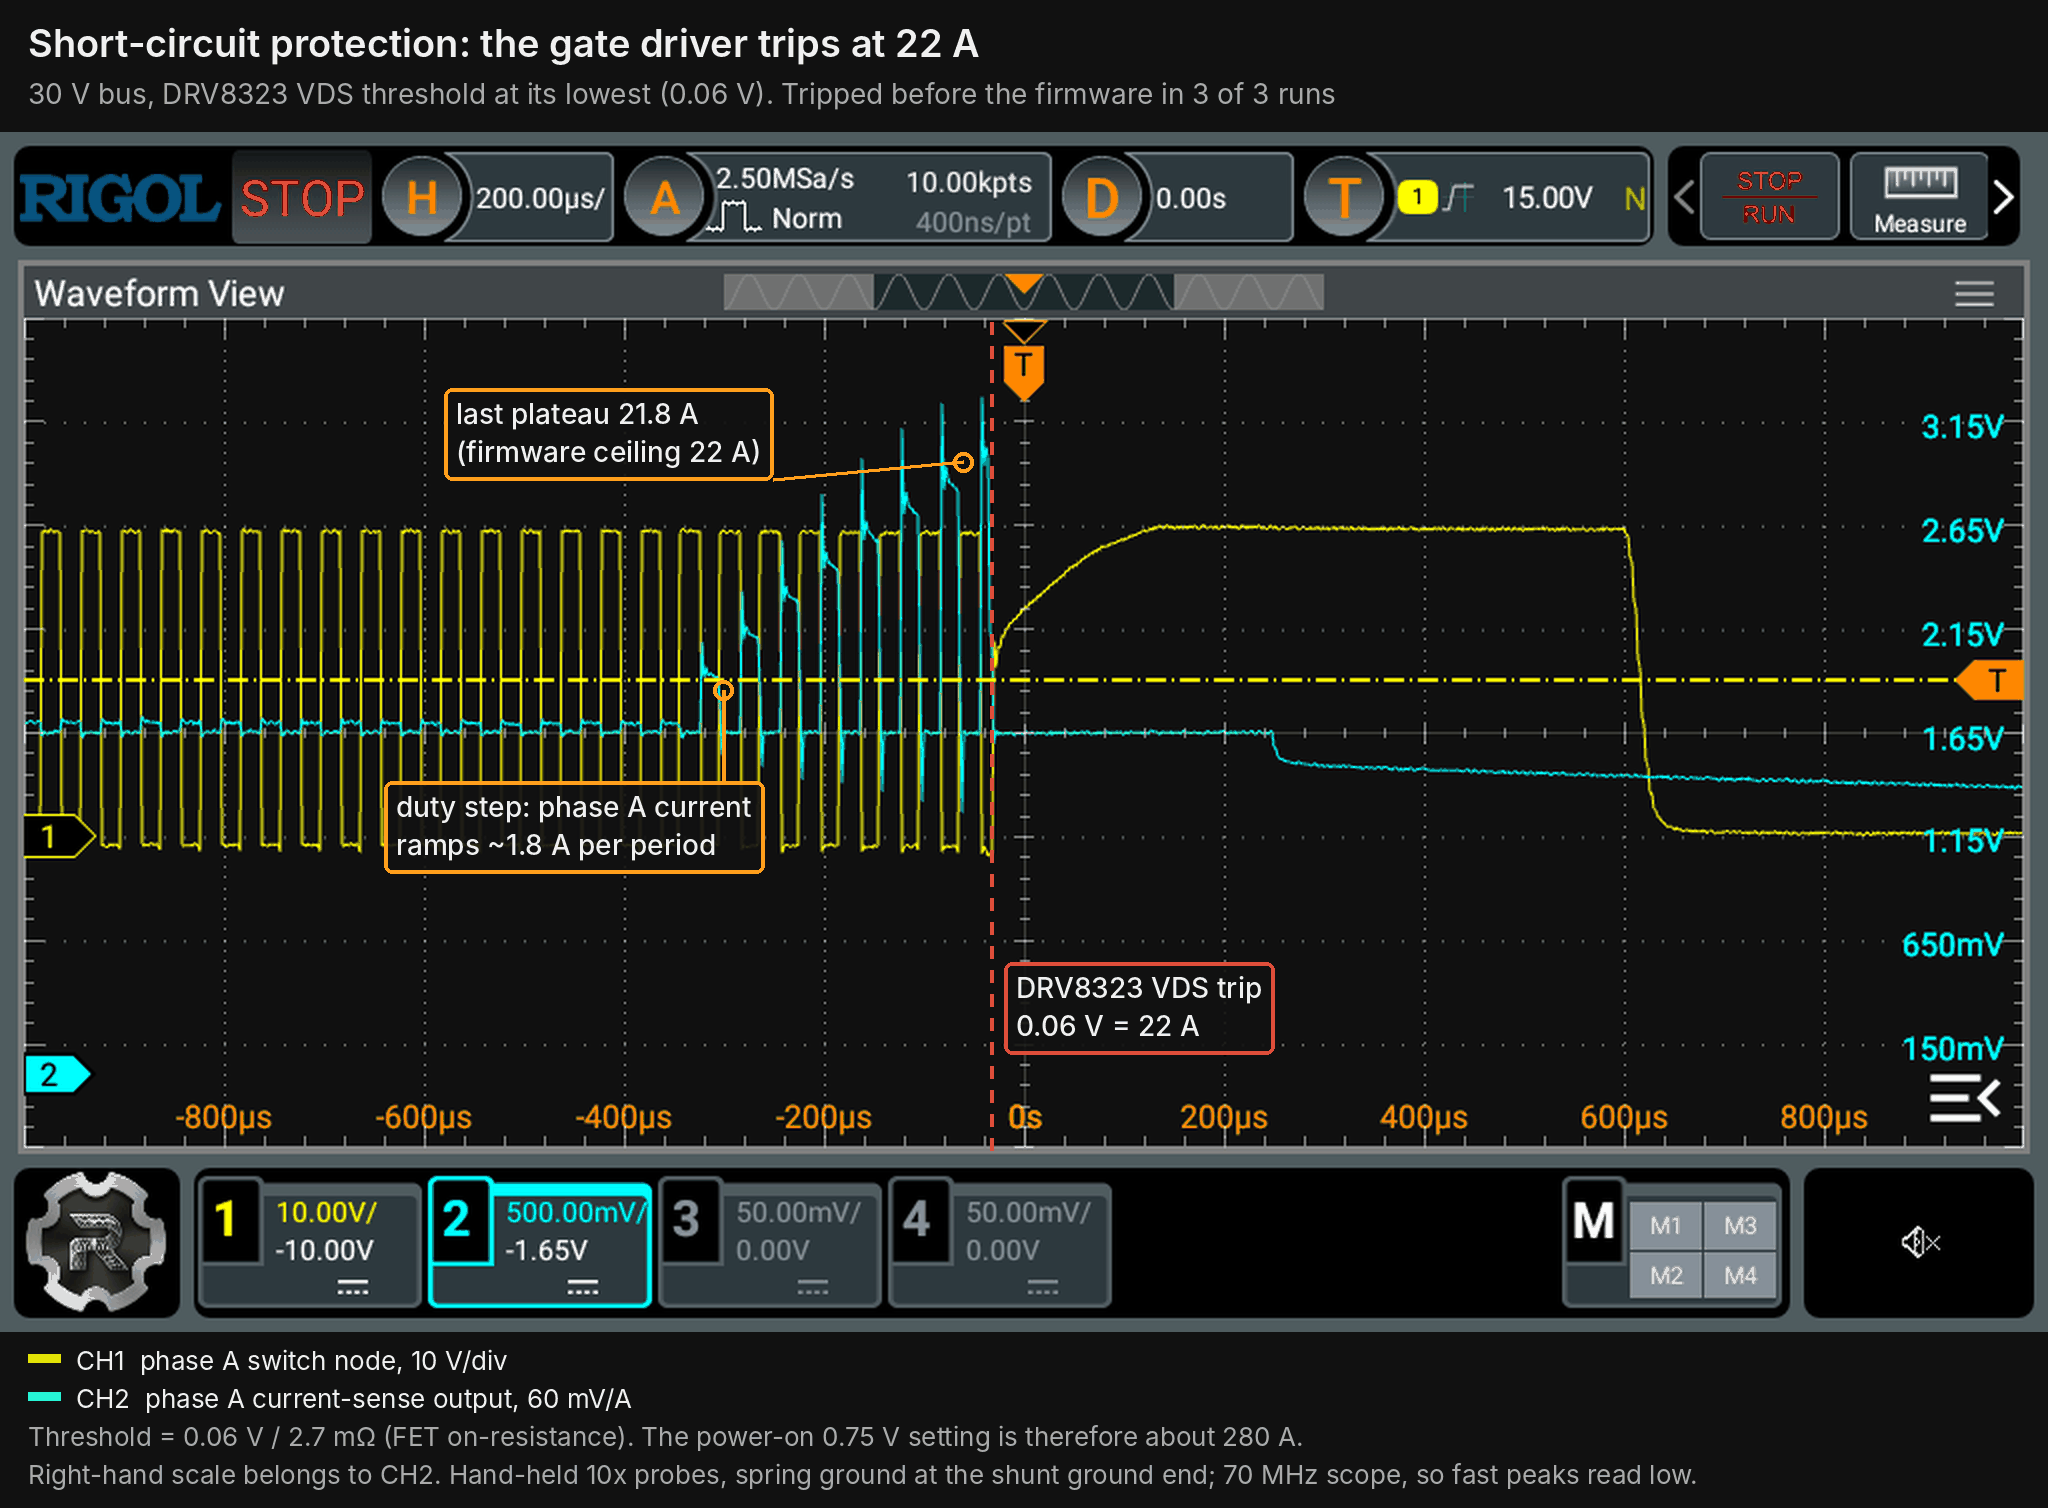 Short-circuit protection: the gate driver trips at 22 A
30 V bus, DRV8323 VDS threshold at its lowest (0.06 V). Tripped before the firmware in 3 of 3 runs
RIGOL STOP H 200.00µs/ A 2.50MSa/s 10.00kpts D 0.00s T 1 15.00V N STOP
Norm 400ns/pt RUN Measure
Waveform View
T
last plateau 21.8 A
(firmware ceiling 22 A)
3.15V
2.65V
2.15V
T
1.65V
duty step: phase A current
ramps ~1.8 A per period
1
1.15V
650mV
DRV8323 VDS trip
0.06 V = 22 A
150mV
2
-800µs -600µs -400µs -200µs 0s 200µs 400µs 600µs 800µs
R
1 10.00V/ 2 500.00mV/ 3 50.00mV/ 4 50.00mV/ M M1 M3
-10.00V -1.65V 0.00V 0.00V M2 M4
CH1 phase A switch node, 10 V/div
CH2 phase A current-sense output, 60 mV/A
Threshold = 0.06 V / 2.7 mΩ (FET on-resistance). The power-on 0.75 V setting is therefore about 280 A.
Right-hand scale belongs to CH2. Hand-held 10x probes, spring ground at the shunt ground end; 70 MHz scope, so fast peaks read low.